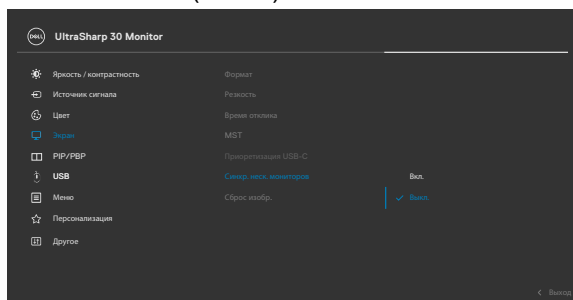 DELL UltraSharp 30 Monitor
Яркость / контрастность Формат
Источник сигнала Резкость
Цвет Время отклика
Экран MST
PIP/PBP Приоритизация USB-C
USB Синхр. неск. мониторов Вкл.
Меню Сброс изобр. Выкл.
Персонализация
Другое
Выход